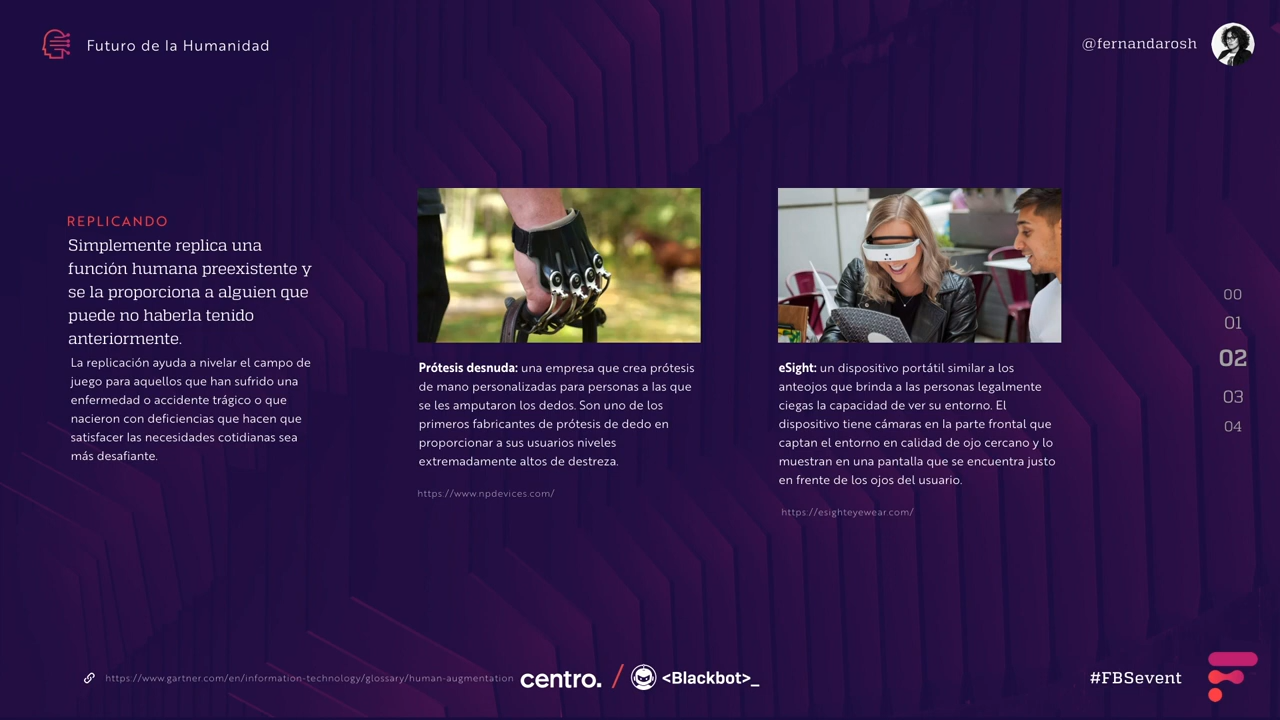 Futuro de la Humanidad
@fernandarosh
REPLICANDO
Simplemente replica una
función humana preexistente y
se la proporciona a alguien que
puede no haberla tenido
anteriormente.
La replicación ayuda a nivelar el campo de
juego para aquellos que han sufrido una
enfermedad o accidente trágico o que
nacieron con deficiencias que hacen que
satisfacer las necesidades cotidianas sea
más desafiante.
Prótesis desnuda: una empresa que crea prótesis
de mano personalizadas para personas a las que
se les amputaron los dedos. Son uno de los
primeros fabricantes de prótesis de dedo en
proporcionar a sus usuarios niveles
extremadamente altos de destreza.
https://www.npdevices.com/
eSight: un dispositivo portátil similar a los
anteojos que brinda a las personas legalmente
ciegas la capacidad de ver su entorno. El
dispositivo tiene cámaras en la parte frontal que
captan el entorno en calidad de ojo cercano y lo
muestran en una pantalla que se encuentra justo
en frente de los ojos del usuario.
https://esighteyewear.com/
00
01
02
03
04
https://www.gartner.com/en/information-technology/glossary/human-augmentation
centro. / <Blackbot>_
#FBSevent